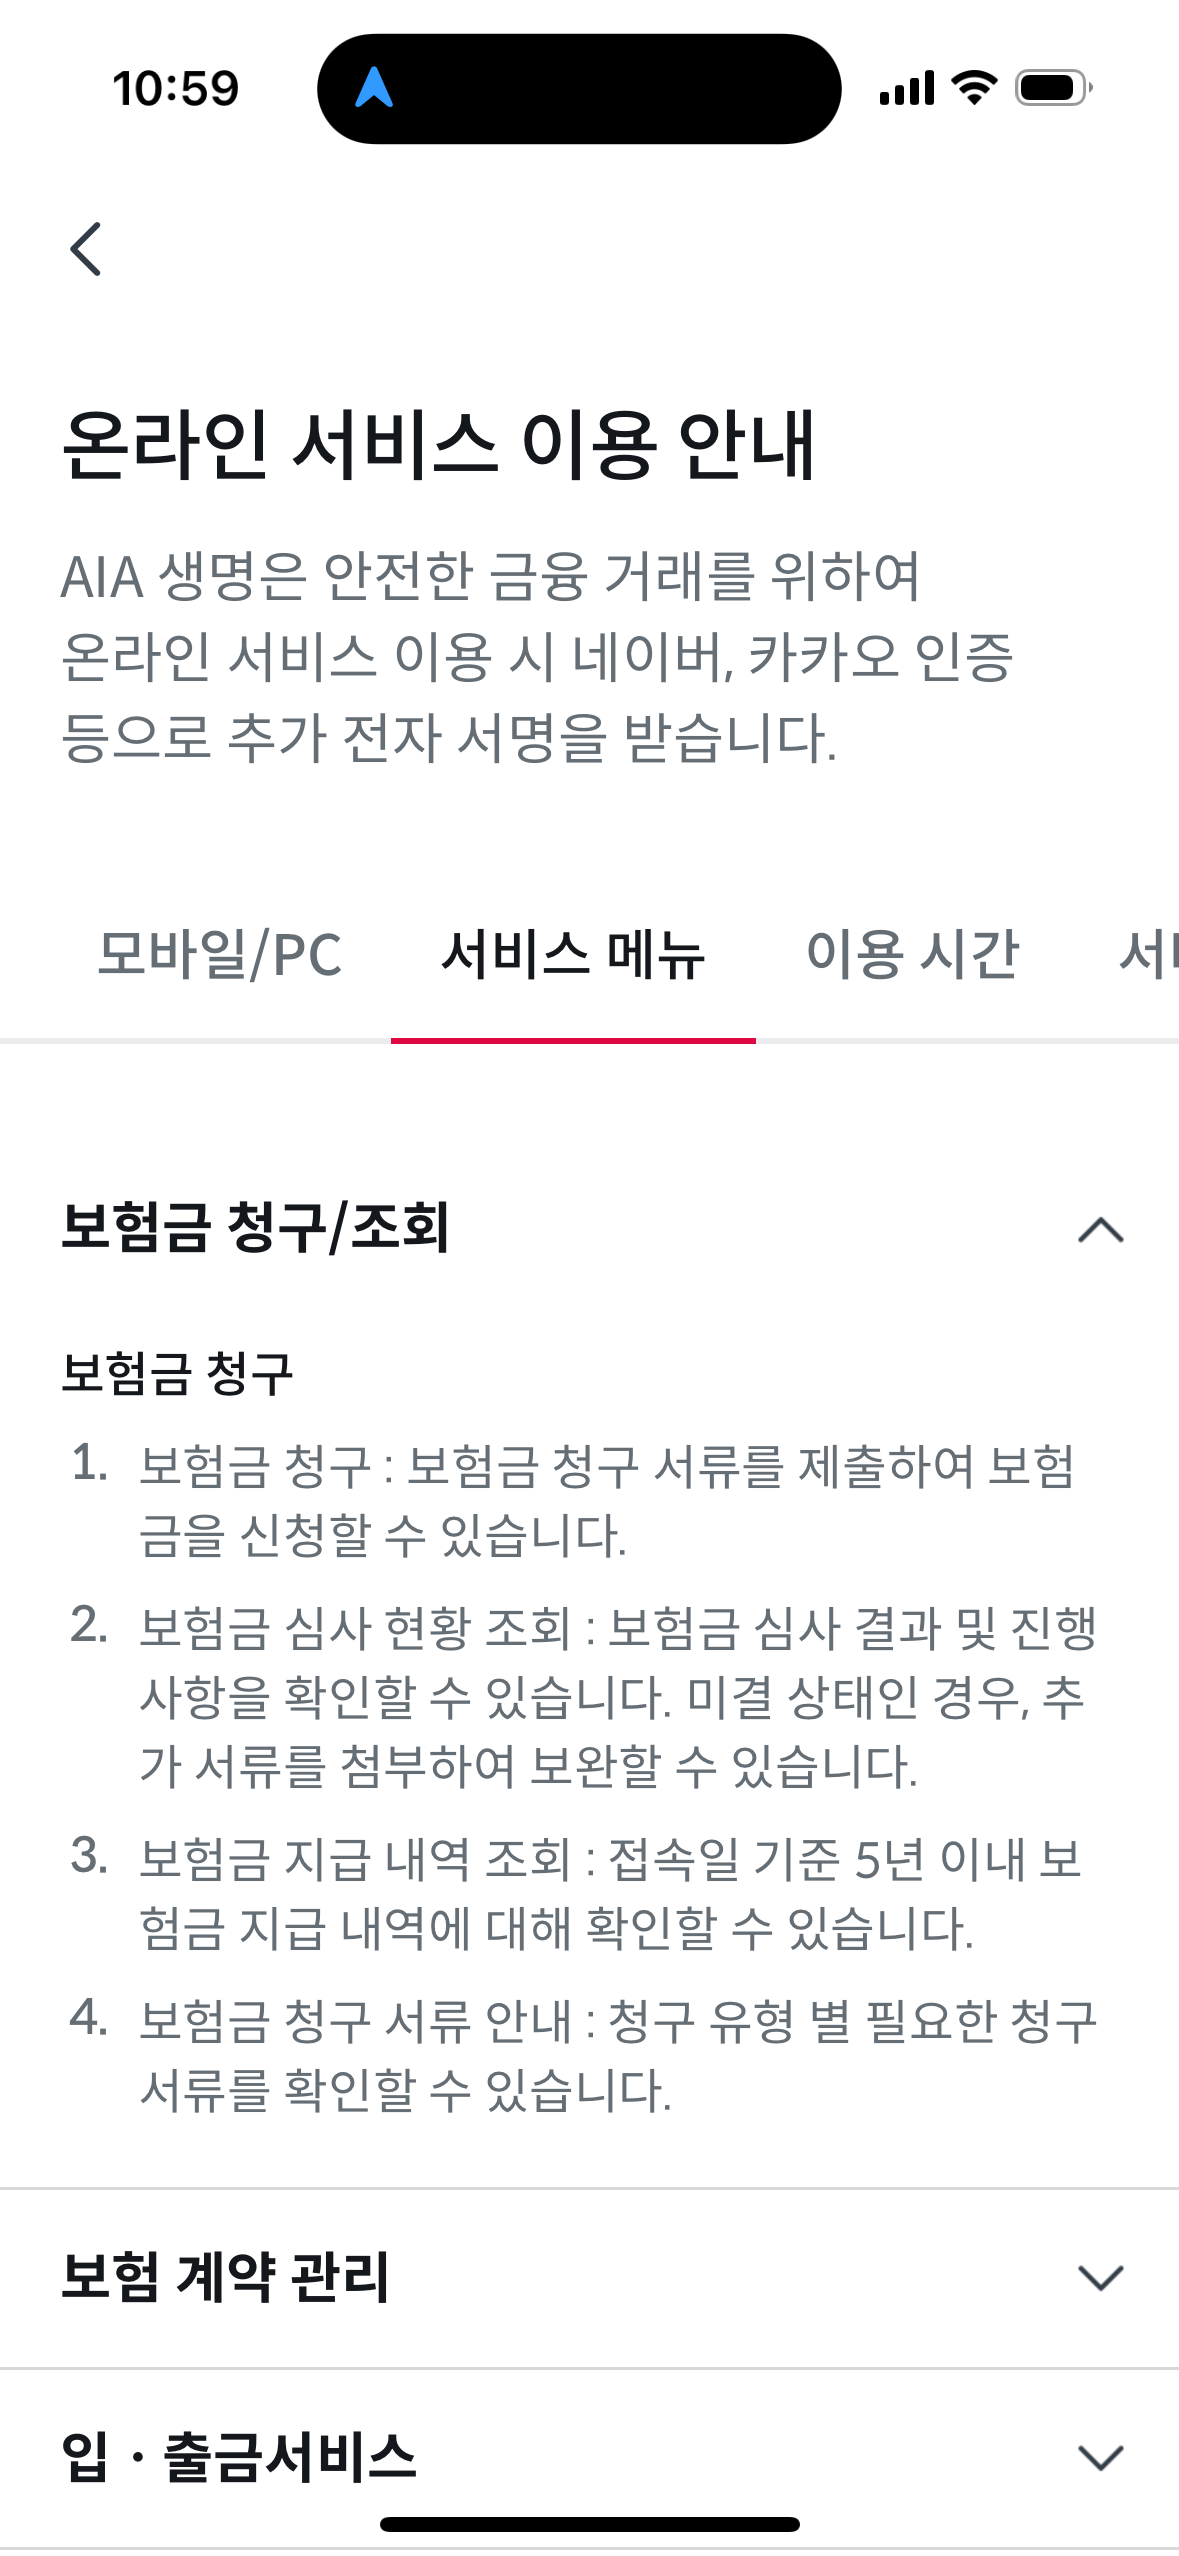 10:59
온라인 서비스 이용 안내
AIA 생명은 안전한 금융 거래를 위하여
온라인 서비스 이용 시 네이버, 카카오 인증
등으로 추가 전자 서명을 받습니다.
모바일/PC 서비스 메뉴 이용 시간
보험금 청구/조회
보험금 청구
1. 보험금 청구 : 보험금 청구 서류를 제출하여 보험
금을 신청할 수 있습니다.
2. 보험금 심사 현황 조회 : 보험금 심사 결과 및 진행
사항을 확인할 수 있습니다. 미결 상태인 경우, 추
가 서류를 첨부하여 보완할 수 있습니다.
3. 보험금 지급 내역 조회 : 접속일 기준 5년 이내 보
험금 지급 내역에 대해 확인할 수 있습니다.
4. 보험금 청구 서류 안내 : 청구 유형 별 필요한 청구
서류를 확인할 수 있습니다.
보험 계약 관리
입 · 출금서비스